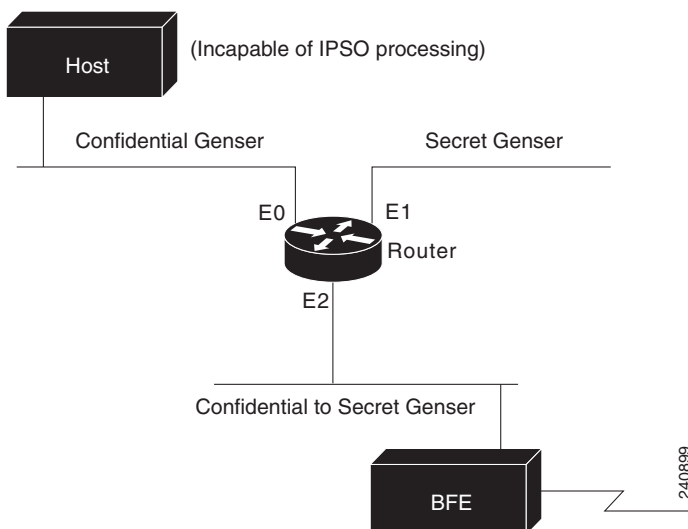 Host
(Incapable of IPSO processing)
Confidential Genser
Secret Genser
E0
E1
Router
E2
Confidential to Secret Genser
BFE
240899